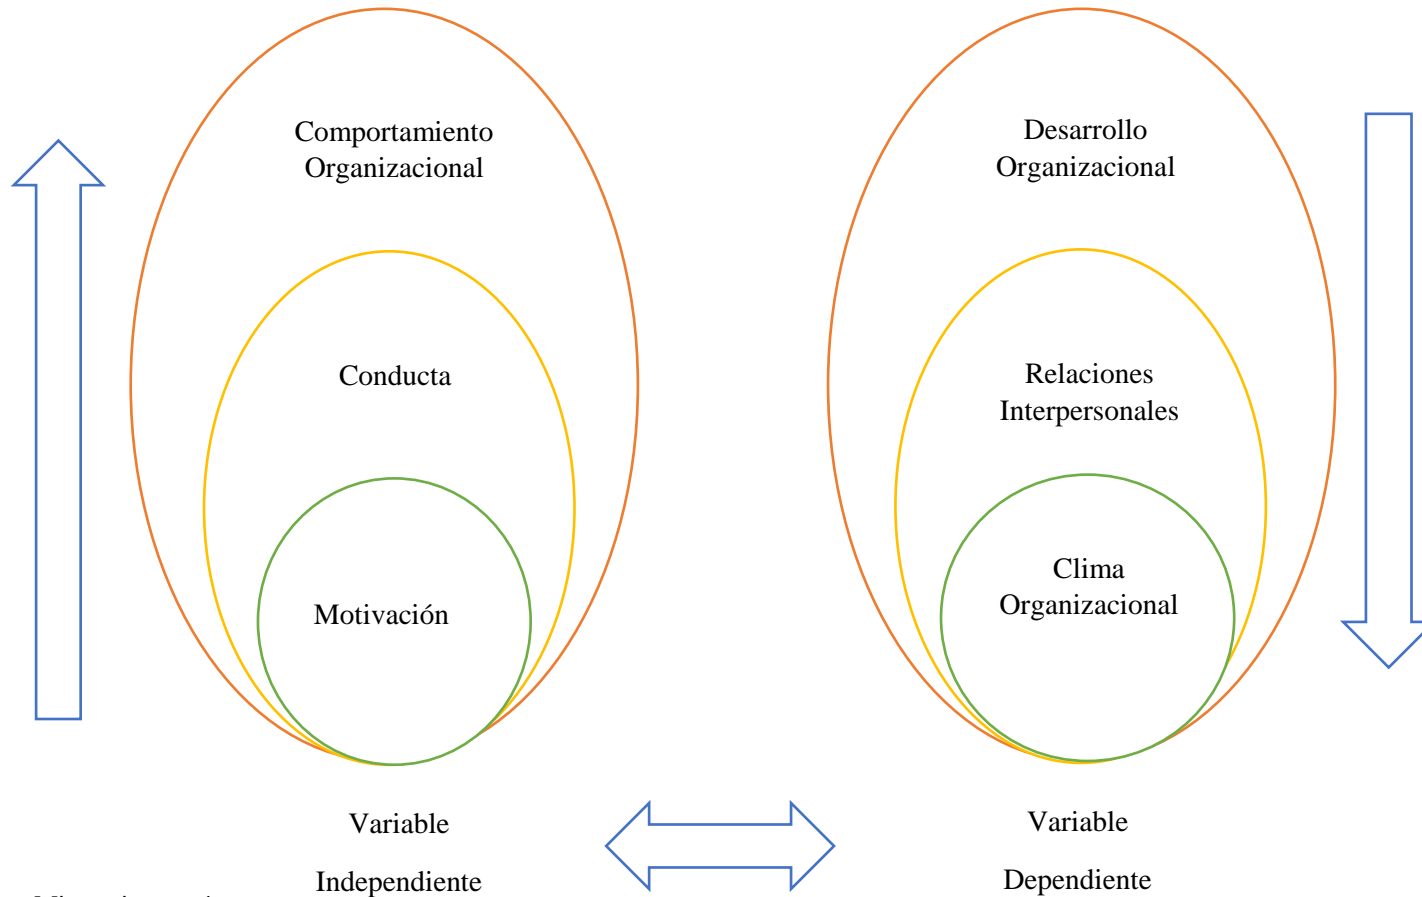 Comportamiento
Organizacional
Conducta
Motivación
Variable
Independiente
Desarrollo
Organizacional
Relaciones
Interpersonales
Clima
Organizacional
Variable
Dependiente